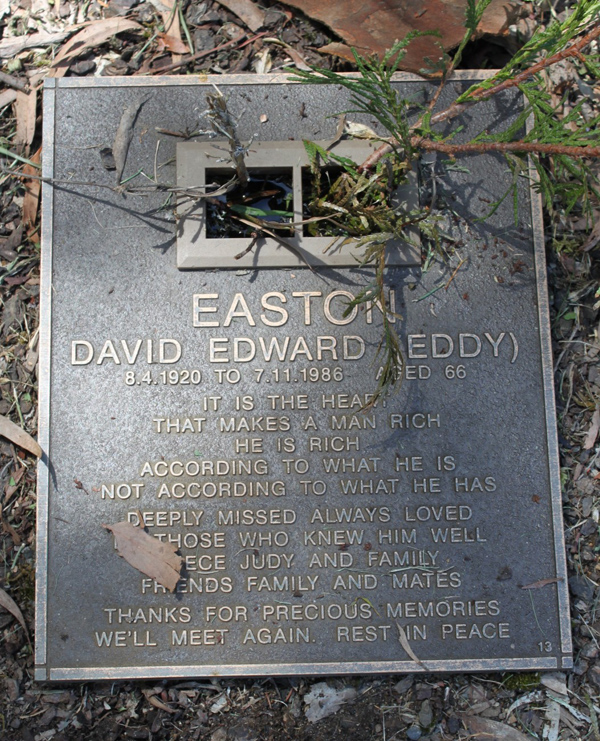 EASTON
DAVID EDWARD (EDDY)
8.4.1920 TO 7.11.1986 AGED 66
IT IS THE HEART
THAT MAKES A MAN RICH
HE IS RICH
ACCORDING TO WHAT HE IS
NOT ACCORDING TO WHAT HE HAS
DEEPLY MISSED ALWAYS LOVED
THOSE WHO KNEW HIM WELL
JUDY AND FAMILY
FRIENDS FAMILY AND MATES
THANKS FOR PRECIOUS MEMORIES
WE'LL MEET AGAIN. REST IN PEACE
13